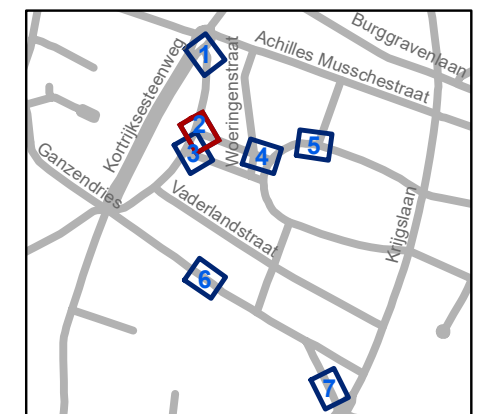 Burggravenlaan
Achilles Musschestraat
Kortrijksesteenweg
Woeringenstraat
1
2
3
4
5
Ganzendries
Vaderlandstraat
Krijgslaan
6
7